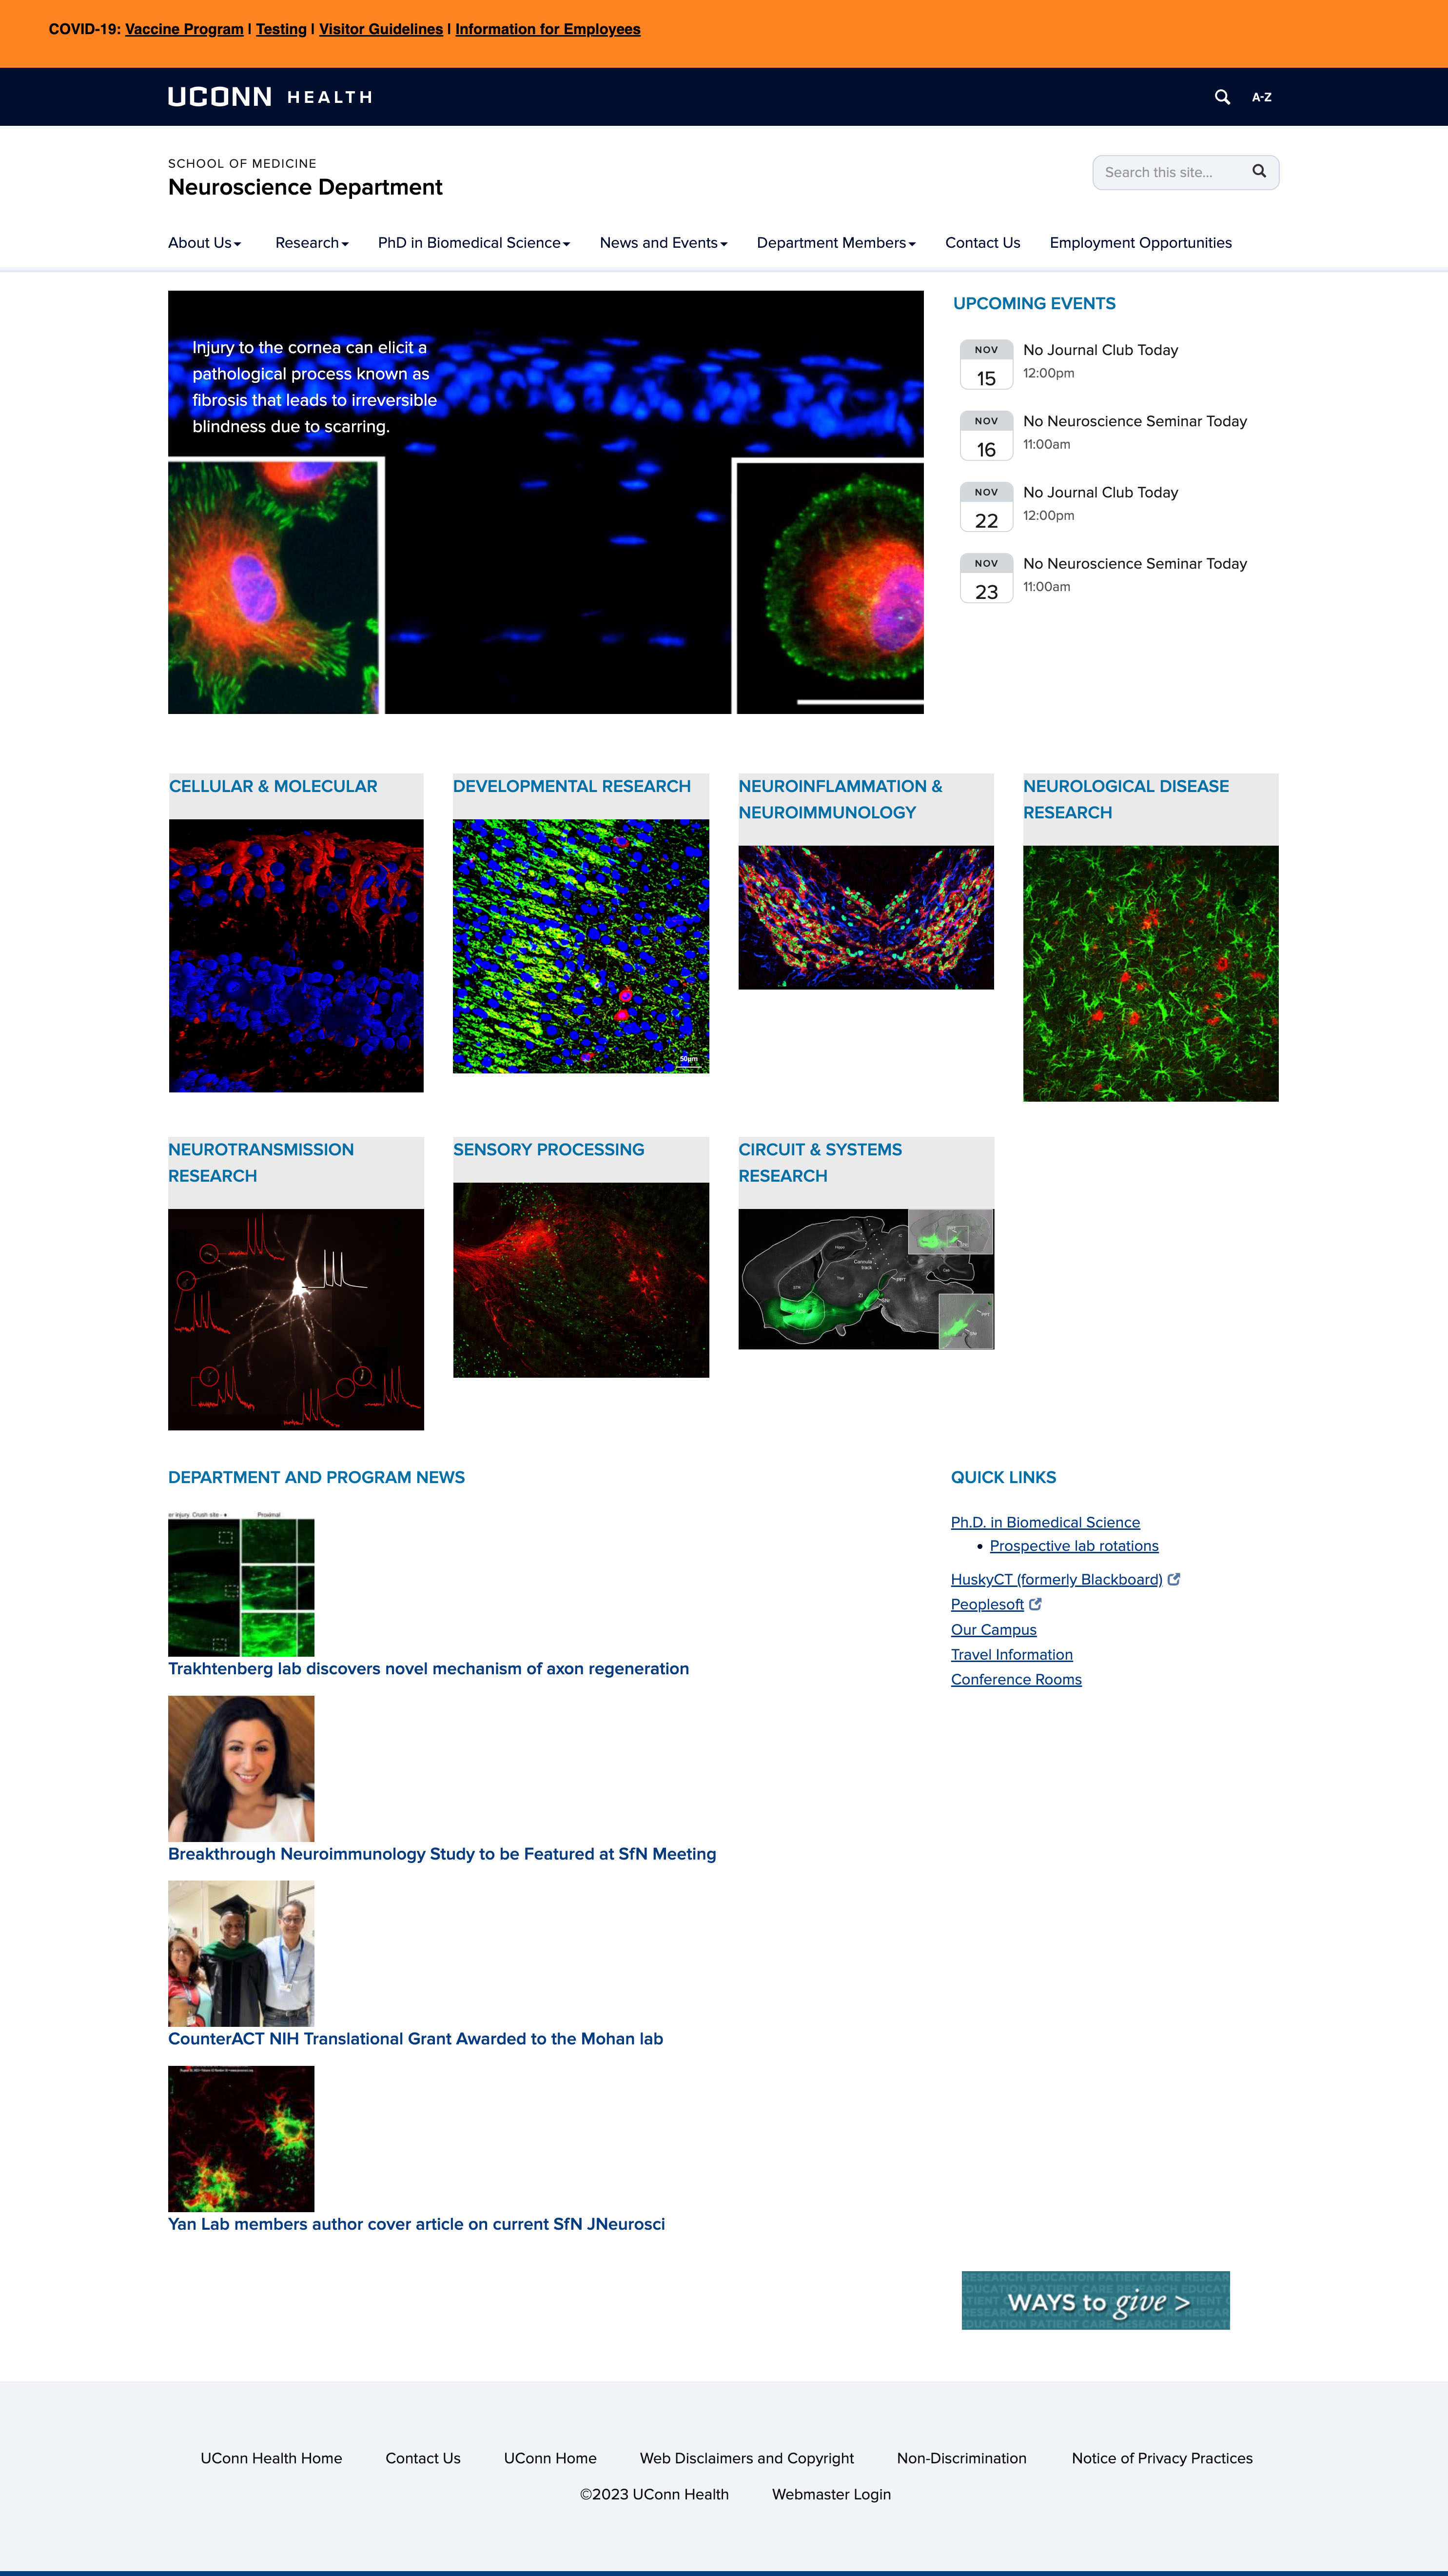 COVID-19: Vaccine Program | Testing | Visitor Guidelines | Information for Employees
UCONN HEALTH
A-Z
SCHOOL OF MEDICINE
Neuroscience Department
Search this site...
About Us
Research
PhD in Biomedical Science
News and Events
Department Members
Contact Us
Employment Opportunities
Injury to the cornea can elicit a
pathological process known as
fibrosis that leads to irreversible
blindness due to scarring.
UPCOMING EVENTS
NOV
15
No Journal Club Today
12:00pm
NOV
16
No Neuroscience Seminar Today
11:00am
NOV
22
No Journal Club Today
12:00pm
NOV
23
No Neuroscience Seminar Today
11:00am
CELLULAR & MOLECULAR
DEVELOPMENTAL RESEARCH
50µm
NEUROINFLAMMATION &
NEUROIMMUNOLOGY
NEUROLOGICAL DISEASE
RESEARCH
NEUROTRANSMISSION
RESEARCH
SENSORY PROCESSING
CIRCUIT & SYSTEMS
RESEARCH
Cannula
track
DEPARTMENT AND PROGRAM NEWS
er injury. Crush site - ♦
Proximal
Trakhtenberg lab discovers novel mechanism of axon regeneration
Breakthrough Neuroimmunology Study to be Featured at SfN Meeting
CounterACT NIH Translational Grant Awarded to the Mohan lab
Yan Lab members author cover article on current SfN JNeurosci
QUICK LINKS
Ph.D. in Biomedical Science
• Prospective lab rotations
HuskyCT (formerly Blackboard)
Peoplesoft
Our Campus
Travel Information
Conference Rooms
WAYS to give >
UConn Health Home
Contact Us
UConn Home
Web Disclaimers and Copyright
Non-Discrimination
Notice of Privacy Practices
©2023 UConn Health
Webmaster Login